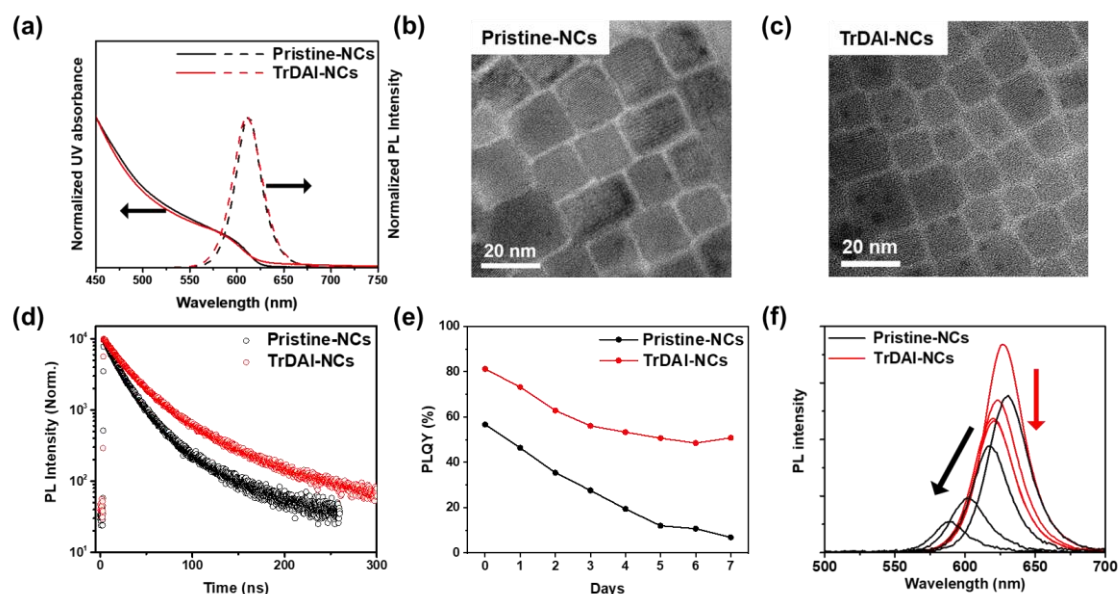 (a)
Normalized UV absorbance
Pristine-NCs
TrDAI-NCs
Normalized PL Intensity
450 500 550 600 650 700 750
Wavelength (nm)
(b)
Pristine-NCs
20 nm
(c)
TrDAI-NCs
20 nm
(d)
PL Intensity (Norm.)
10⁴
10³
10²
10¹
Pristine-NCs
TrDAI-NCs
0 100 200 300
Time (ns)
(e)
PLQY (%)
100
80
60
40
20
0
Pristine-NCs
TrDAI-NCs
0 1 2 3 4 5 6 7
Days
(f)
PL intensity
Pristine-NCs
TrDAI-NCs
500 550 600 650 700
Wavelength (nm)